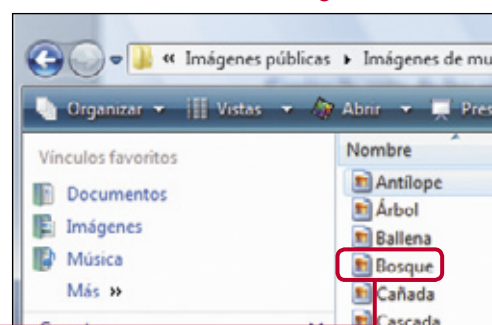 « Imágenes públicas ▸ Imágenes de mu
Organizar Vistas Abrir Pres
Vínculos favoritos
Documentos
Imágenes
Música
Más »
Nombre
Antílope
Árbol
Ballena
Bosque
Cañada
Cascada